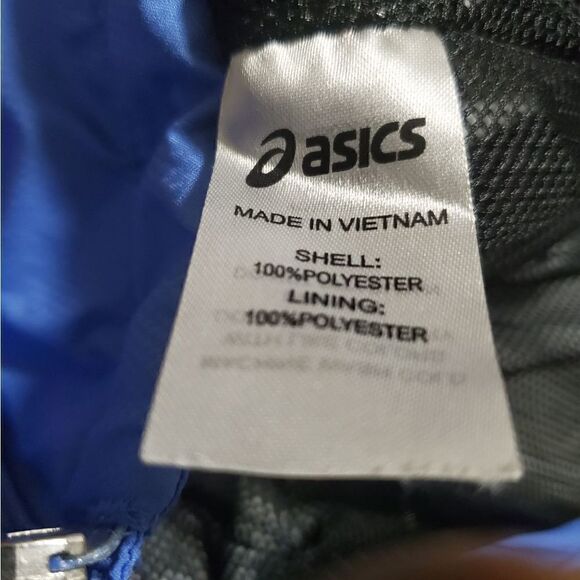 asics
MADE IN VIETNAM
SHELL:
100%POLYESTER
LINING:
100%POLYESTER